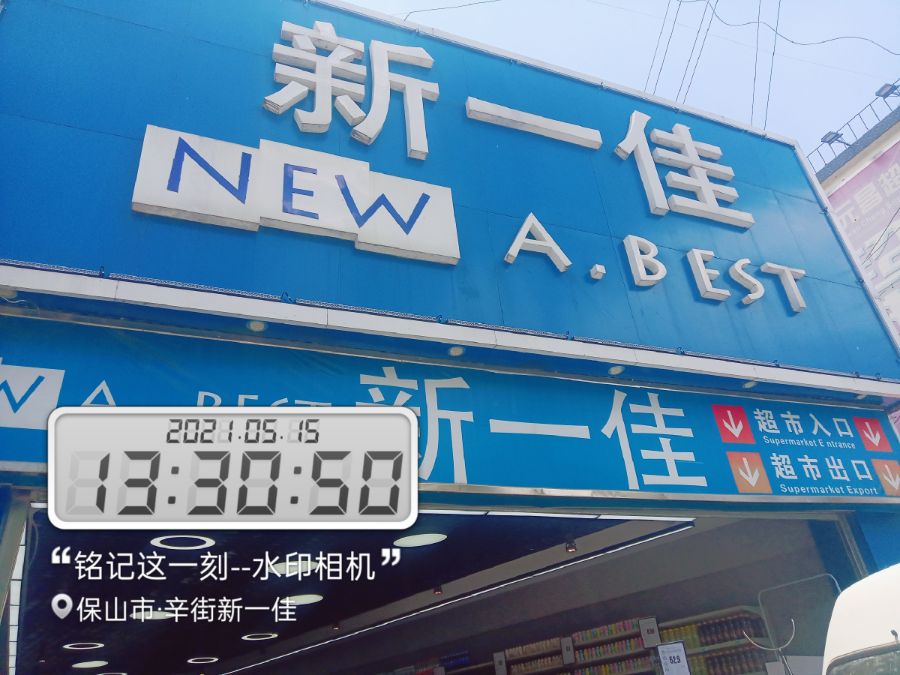 新一佳
NEW A.BEST
W A. BEST 新一佳
超市入口
Supermarket Entrance
超市出口
Supermarket Export
2021.05.15
13:30:50
“铭记这一刻--水印相机”
保山市·辛街新一佳